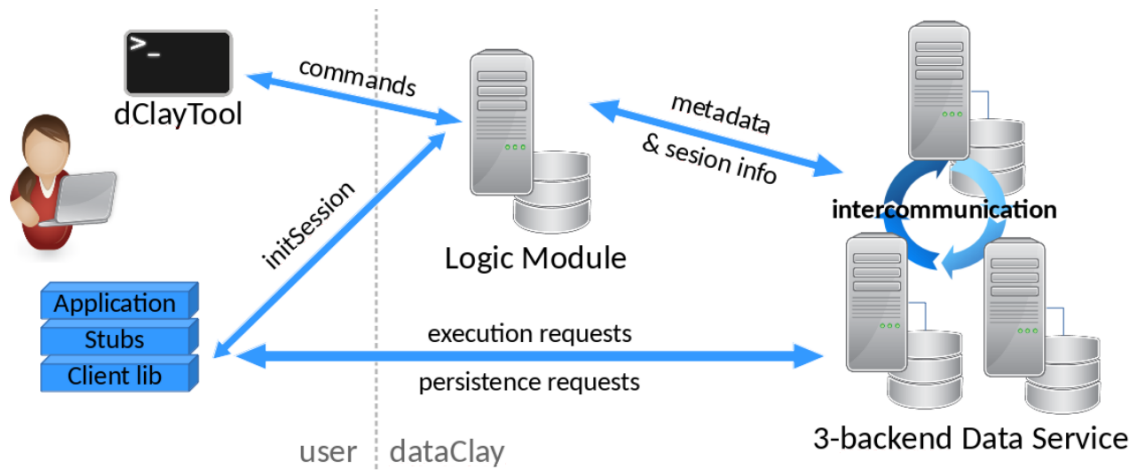 >_
dClayTool
commands
metadata
& sesion info
intercommunication
initSession
Logic Module
Application
Stubs
Client lib
execution requests
persistence requests
3-backend Data Service
user
dataClay